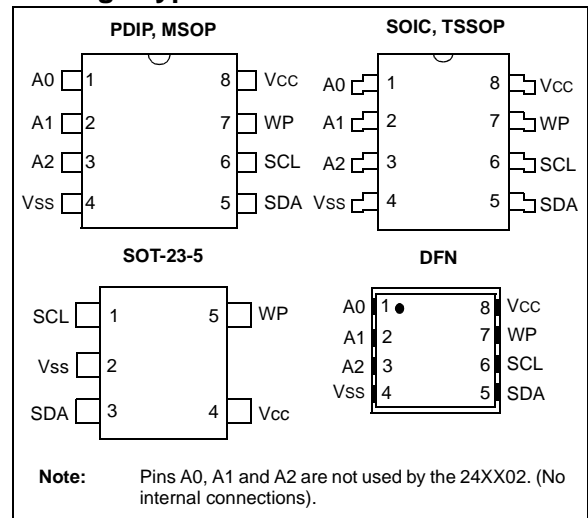 PDIP, MSOP
A0 1 8 VCC
A1 2 7 WP
A2 3 6 SCL
VSS 4 5 SDA
SOIC, TSSOP
A0 1 8 VCC
A1 2 7 WP
A2 3 6 SCL
VSS 4 5 SDA
SOT-23-5
SCL 1 5 WP
Vss 2
SDA 3 4 Vcc
DFN
A0 1 8 VCC
A1 2 7 WP
A2 3 6 SCL
VSS 4 5 SDA
Note: Pins A0, A1 and A2 are not used by the 24XX02. (No
internal connections).